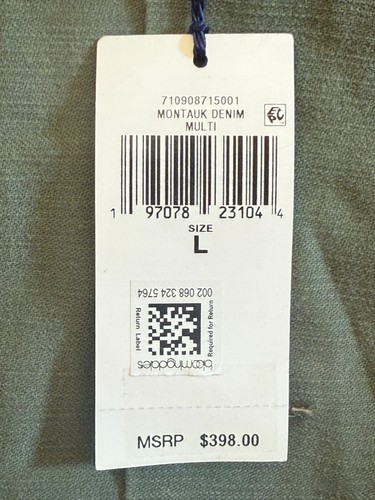 710908715001
MONTAUK DENIM
MULTI
1 97078 23104 4
SIZE
L
002 068 324 5764
Return Label
Required for Return
bloomingdales
MSRP $398.00